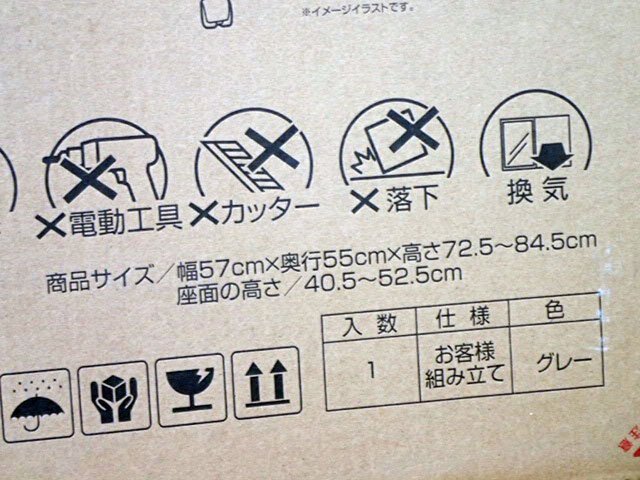 ※イメージイラストです。
×電動工具
×カッター
×落下
換気
商品サイズ/幅57cm×奥行55cm×高さ72.5～84.5cm
座面の高さ/40.5～52.5cm
入数 仕様 色
1 お客様組み立て グレー